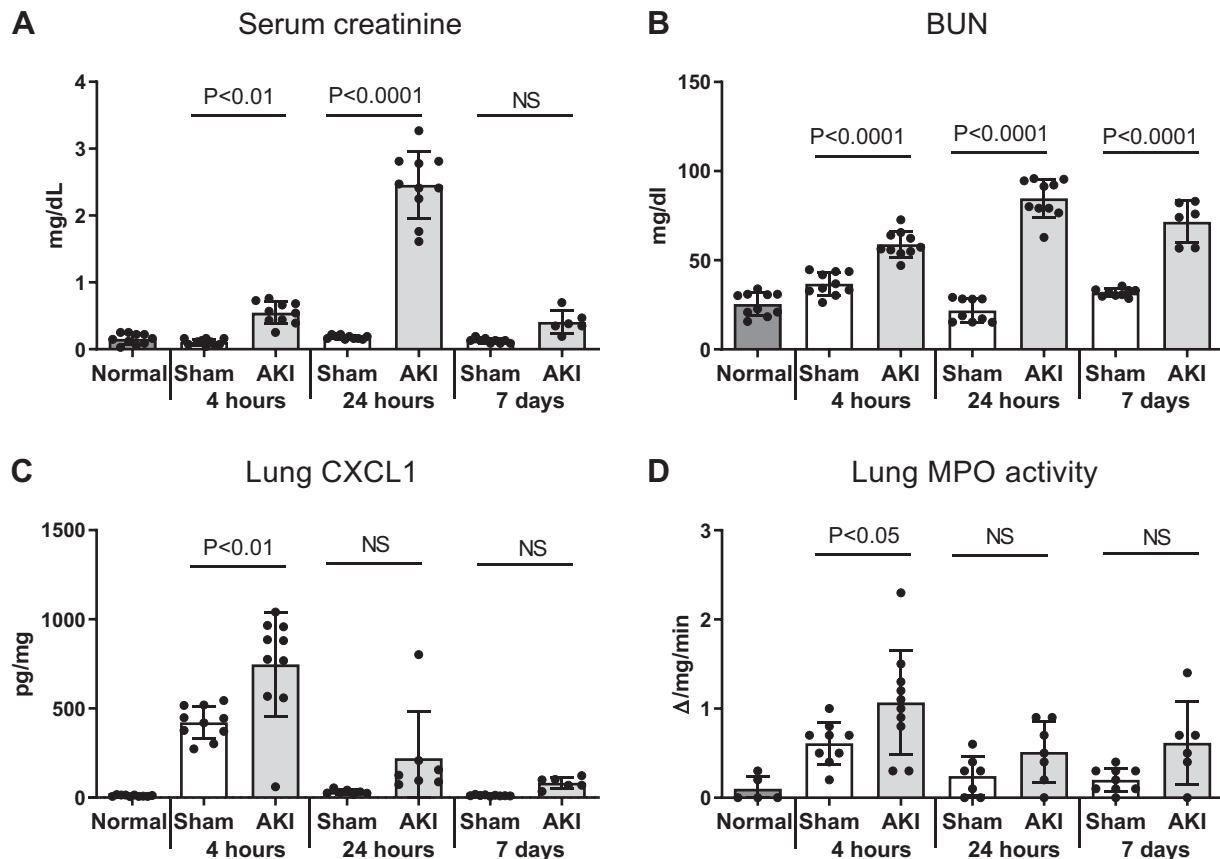 A Serum creatinine
4
3
2
1
0
mg/dL
P<0.01 P<0.0001 NS
Normal Sham AKI Sham AKI Sham AKI
4 hours 24 hours 7 days
B BUN
150
100
50
0
mg/dl
P<0.0001 P<0.0001 P<0.0001
Normal Sham AKI Sham AKI Sham AKI
4 hours 24 hours 7 days
C Lung CXCL1
1500
1000
500
0
pg/mg
P<0.01 NS NS
Normal Sham AKI Sham AKI Sham AKI
4 hours 24 hours 7 days
D Lung MPO activity
3
2
1
0
Δ/mg/min
P<0.05 NS NS
Normal Sham AKI Sham AKI Sham AKI
4 hours 24 hours 7 days